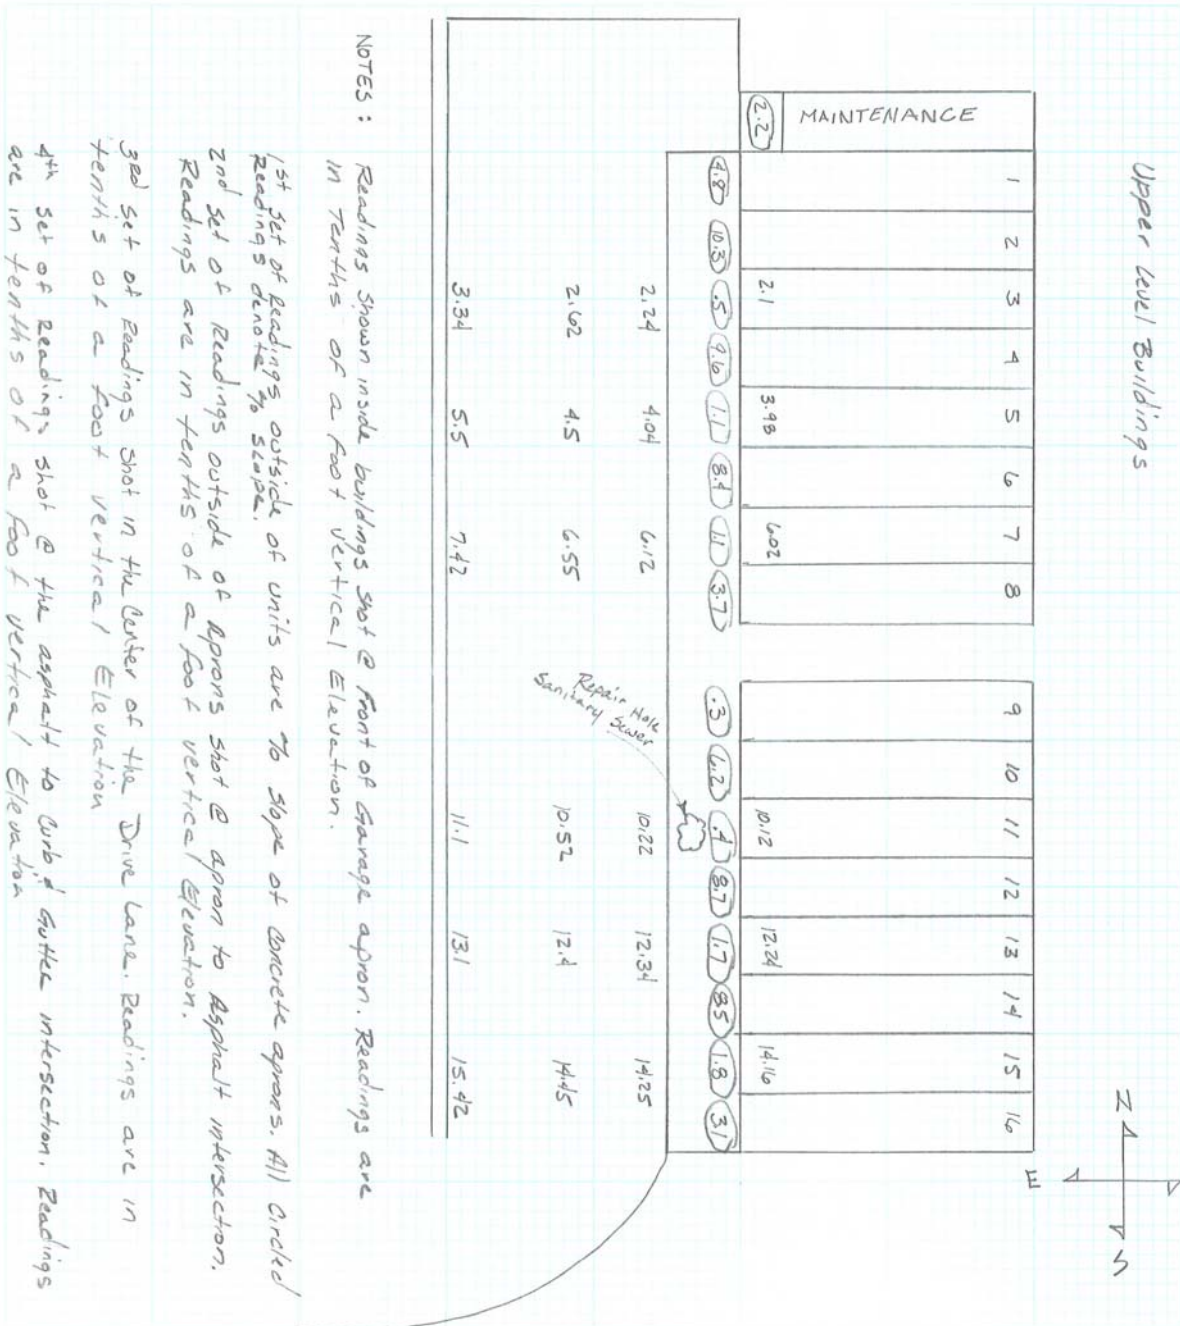 Upper Level Buildings
N
S
E
MAINTENANCE
1 2 3 4 5 6 7 8 9 10 11 12 13 14 15 16
2.1 3.98 6.02 10.12 12.24 14.16
2.2 4.8 10.3 .5 9.6 1.1 8.4 1.1 3.7 .3 6.2 .4 8.7 1.7 8.5 1.8 3.1
Repair Hole
Sanitary Sewer
2.24 4.04 6.12 10.22 12.34 14.25
2.62 4.5 6.55 10.52 12.4 14.45
3.34 5.5 7.42 11.1 13.1 15.42
NOTES: Readings shown inside buildings shot @ Front of Garage apron. Readings are
in Tenths of a foot vertical Elevation.
1st set of Readings outside of units are % slope of concrete aprons. All Circled
Readings denote % slope.
2nd set of Readings outside of Aprons shot @ apron to Asphalt intersection.
Readings are in tenths of a foot vertical Elevation.
3rd set of Readings shot in the Center of the Drive Lane. Readings are in
tenths of a foot vertical Elevation
4th set of Readings shot @ the asphalt to curb & gutter intersection. Readings
are in tenths of a foot vertical Elevation